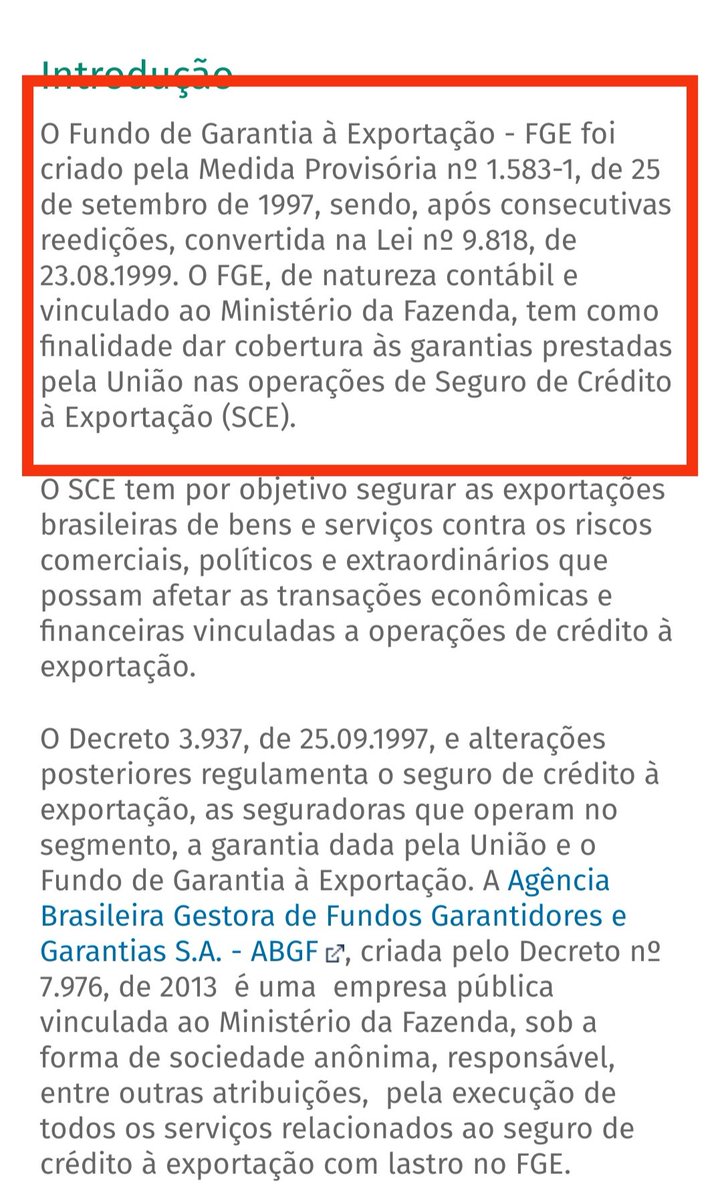 Introdução
O Fundo de Garantia à Exportação - FGE foi
criado pela Medida Provisória nº 1.583-1, de 25
de setembro de 1997, sendo, após consecutivas
reedições, convertida na Lei nº 9.818, de
23.08.1999. O FGE, de natureza contábil e
vinculado ao Ministério da Fazenda, tem como
finalidade dar cobertura às garantias prestadas
pela União nas operações de Seguro de Crédito
à Exportação (SCE).
O SCE tem por objetivo segurar as exportações
brasileiras de bens e serviços contra os riscos
comerciais, políticos e extraordinários que
possam afetar as transações econômicas e
financeiras vinculadas a operações de crédito à
exportação.
O Decreto 3.937, de 25.09.1997, e alterações
posteriores regulamenta o seguro de crédito à
exportação, as seguradoras que operam no
segmento, a garantia dada pela União e o
Fundo de Garantia à Exportação. A Agência
Brasileira Gestora de Fundos Garantidores e
Garantias S.A. - ABGF, criada pelo Decreto nº
7.976, de 2013 é uma empresa pública
vinculada ao Ministério da Fazenda, sob a
forma de sociedade anônima, responsável,
entre outras atribuições, pela execução de
todos os serviços relacionados ao seguro de
crédito à exportação com lastro no FGE.